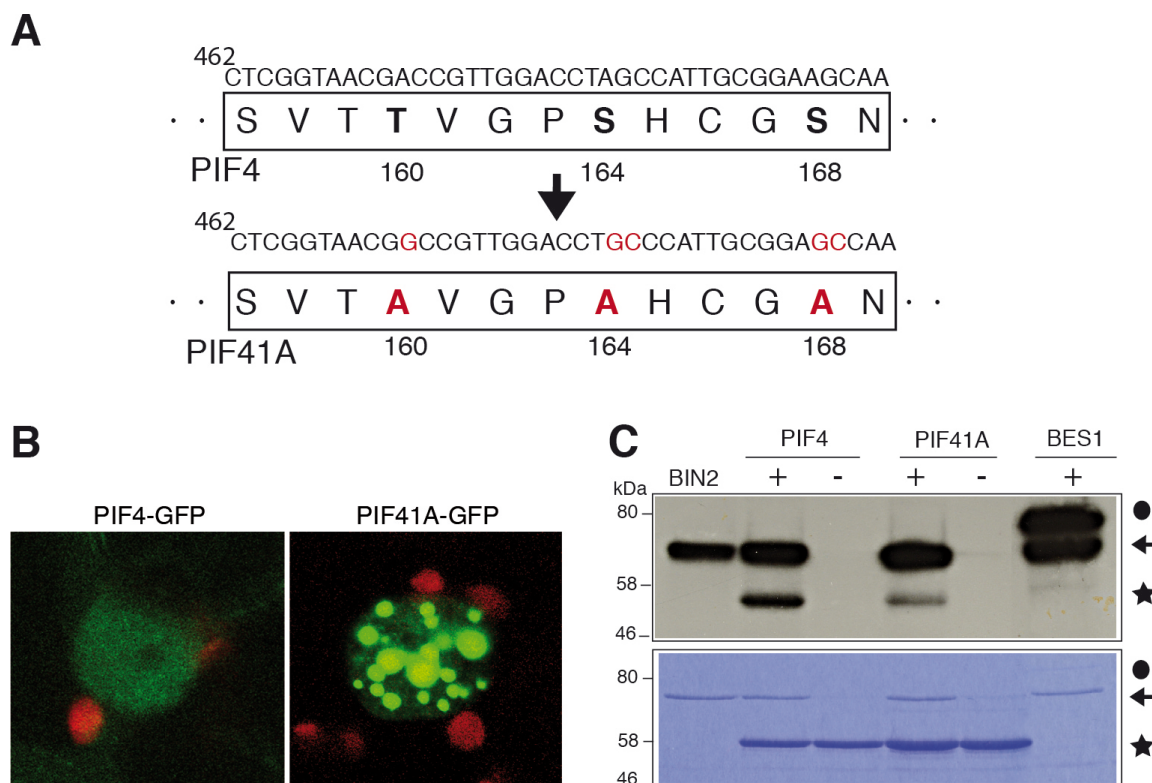 A
462
CTCGGTAACGACCGTTGGACCTAGCCATTGCGGAAGCAA
· · S V T T V G P S H C G S N · ·
PIF4 160 164 168
462
CTCGGTAACGGCCGTTGGACCTGCCCATTGCGGAGCCAA
· · S V T A V G P A H C G A N · ·
PIF41A 160 164 168
B
PIF4-GFP PIF41A-GFP
C
PIF4 PIF41A BES1
BIN2 + - + - +
kDa
80
58
46
80
58
46